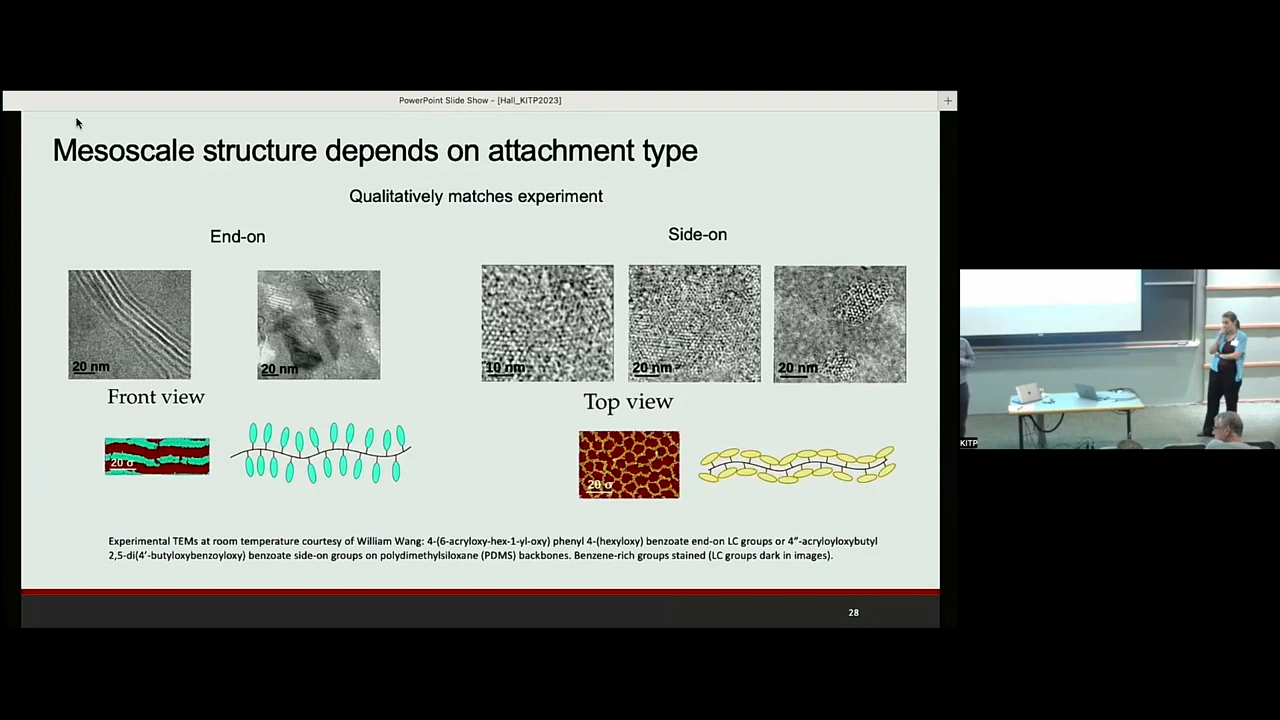 PowerPoint Slide Show - [Hall_KITP2023]
Mesoscale structure depends on attachment type
Qualitatively matches experiment
End-on
Side-on
20 nm
20 nm
10 nm
20 nm
20 nm
Front view
Top view
20 σ
20 σ
Experimental TEMs at room temperature courtesy of William Wang: 4-(6-acryloxy-hex-1-yl-oxy) phenyl 4-(hexyloxy) benzoate end-on LC groups or 4”-acryloyloxybutyl
2,5-di(4’-butyloxybenzoyloxy) benzoate side-on groups on polydimethylsiloxane (PDMS) backbones. Benzene-rich groups stained (LC groups dark in images).
28
KITP